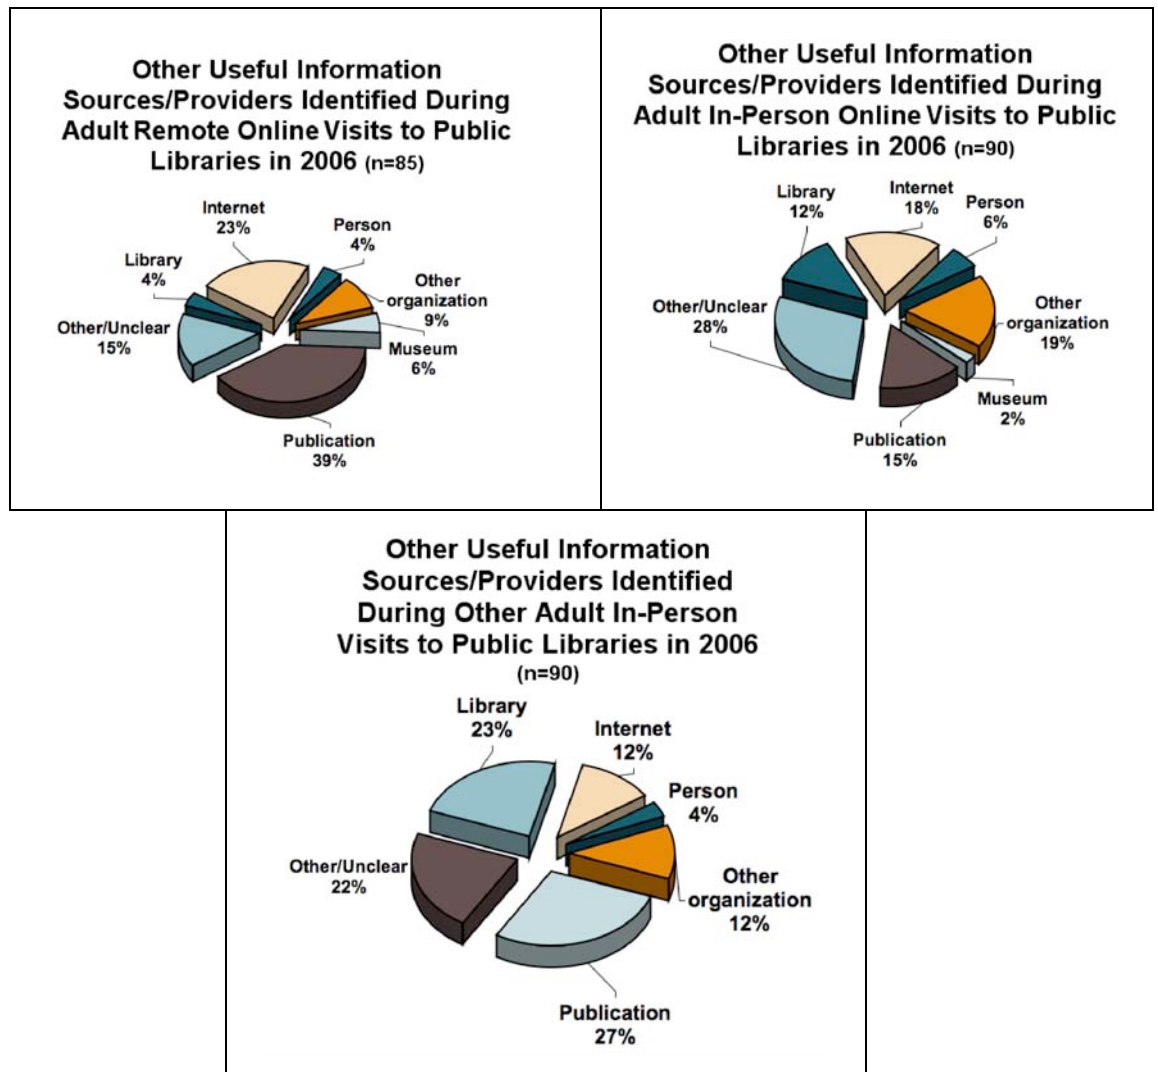 Other Useful Information
Sources/Providers Identified During
Adult Remote Online Visits to Public
Libraries in 2006 (n=85)
Internet
23%
Person
4%
Library
4%
Other
organization
9%
Other/Unclear
15%
Museum
6%
Publication
39%
Other Useful Information
Sources/Providers Identified During
Adult In-Person Online Visits to Public
Libraries in 2006 (n=90)
Library
12%
Internet
18%
Person
6%
Other/Unclear
28%
Other
organization
19%
Museum
2%
Publication
15%
Other Useful Information
Sources/Providers Identified
During Other Adult In-Person
Visits to Public Libraries in 2006
(n=90)
Library
23%
Internet
12%
Person
4%
Other/Unclear
22%
Other
organization
12%
Publication
27%